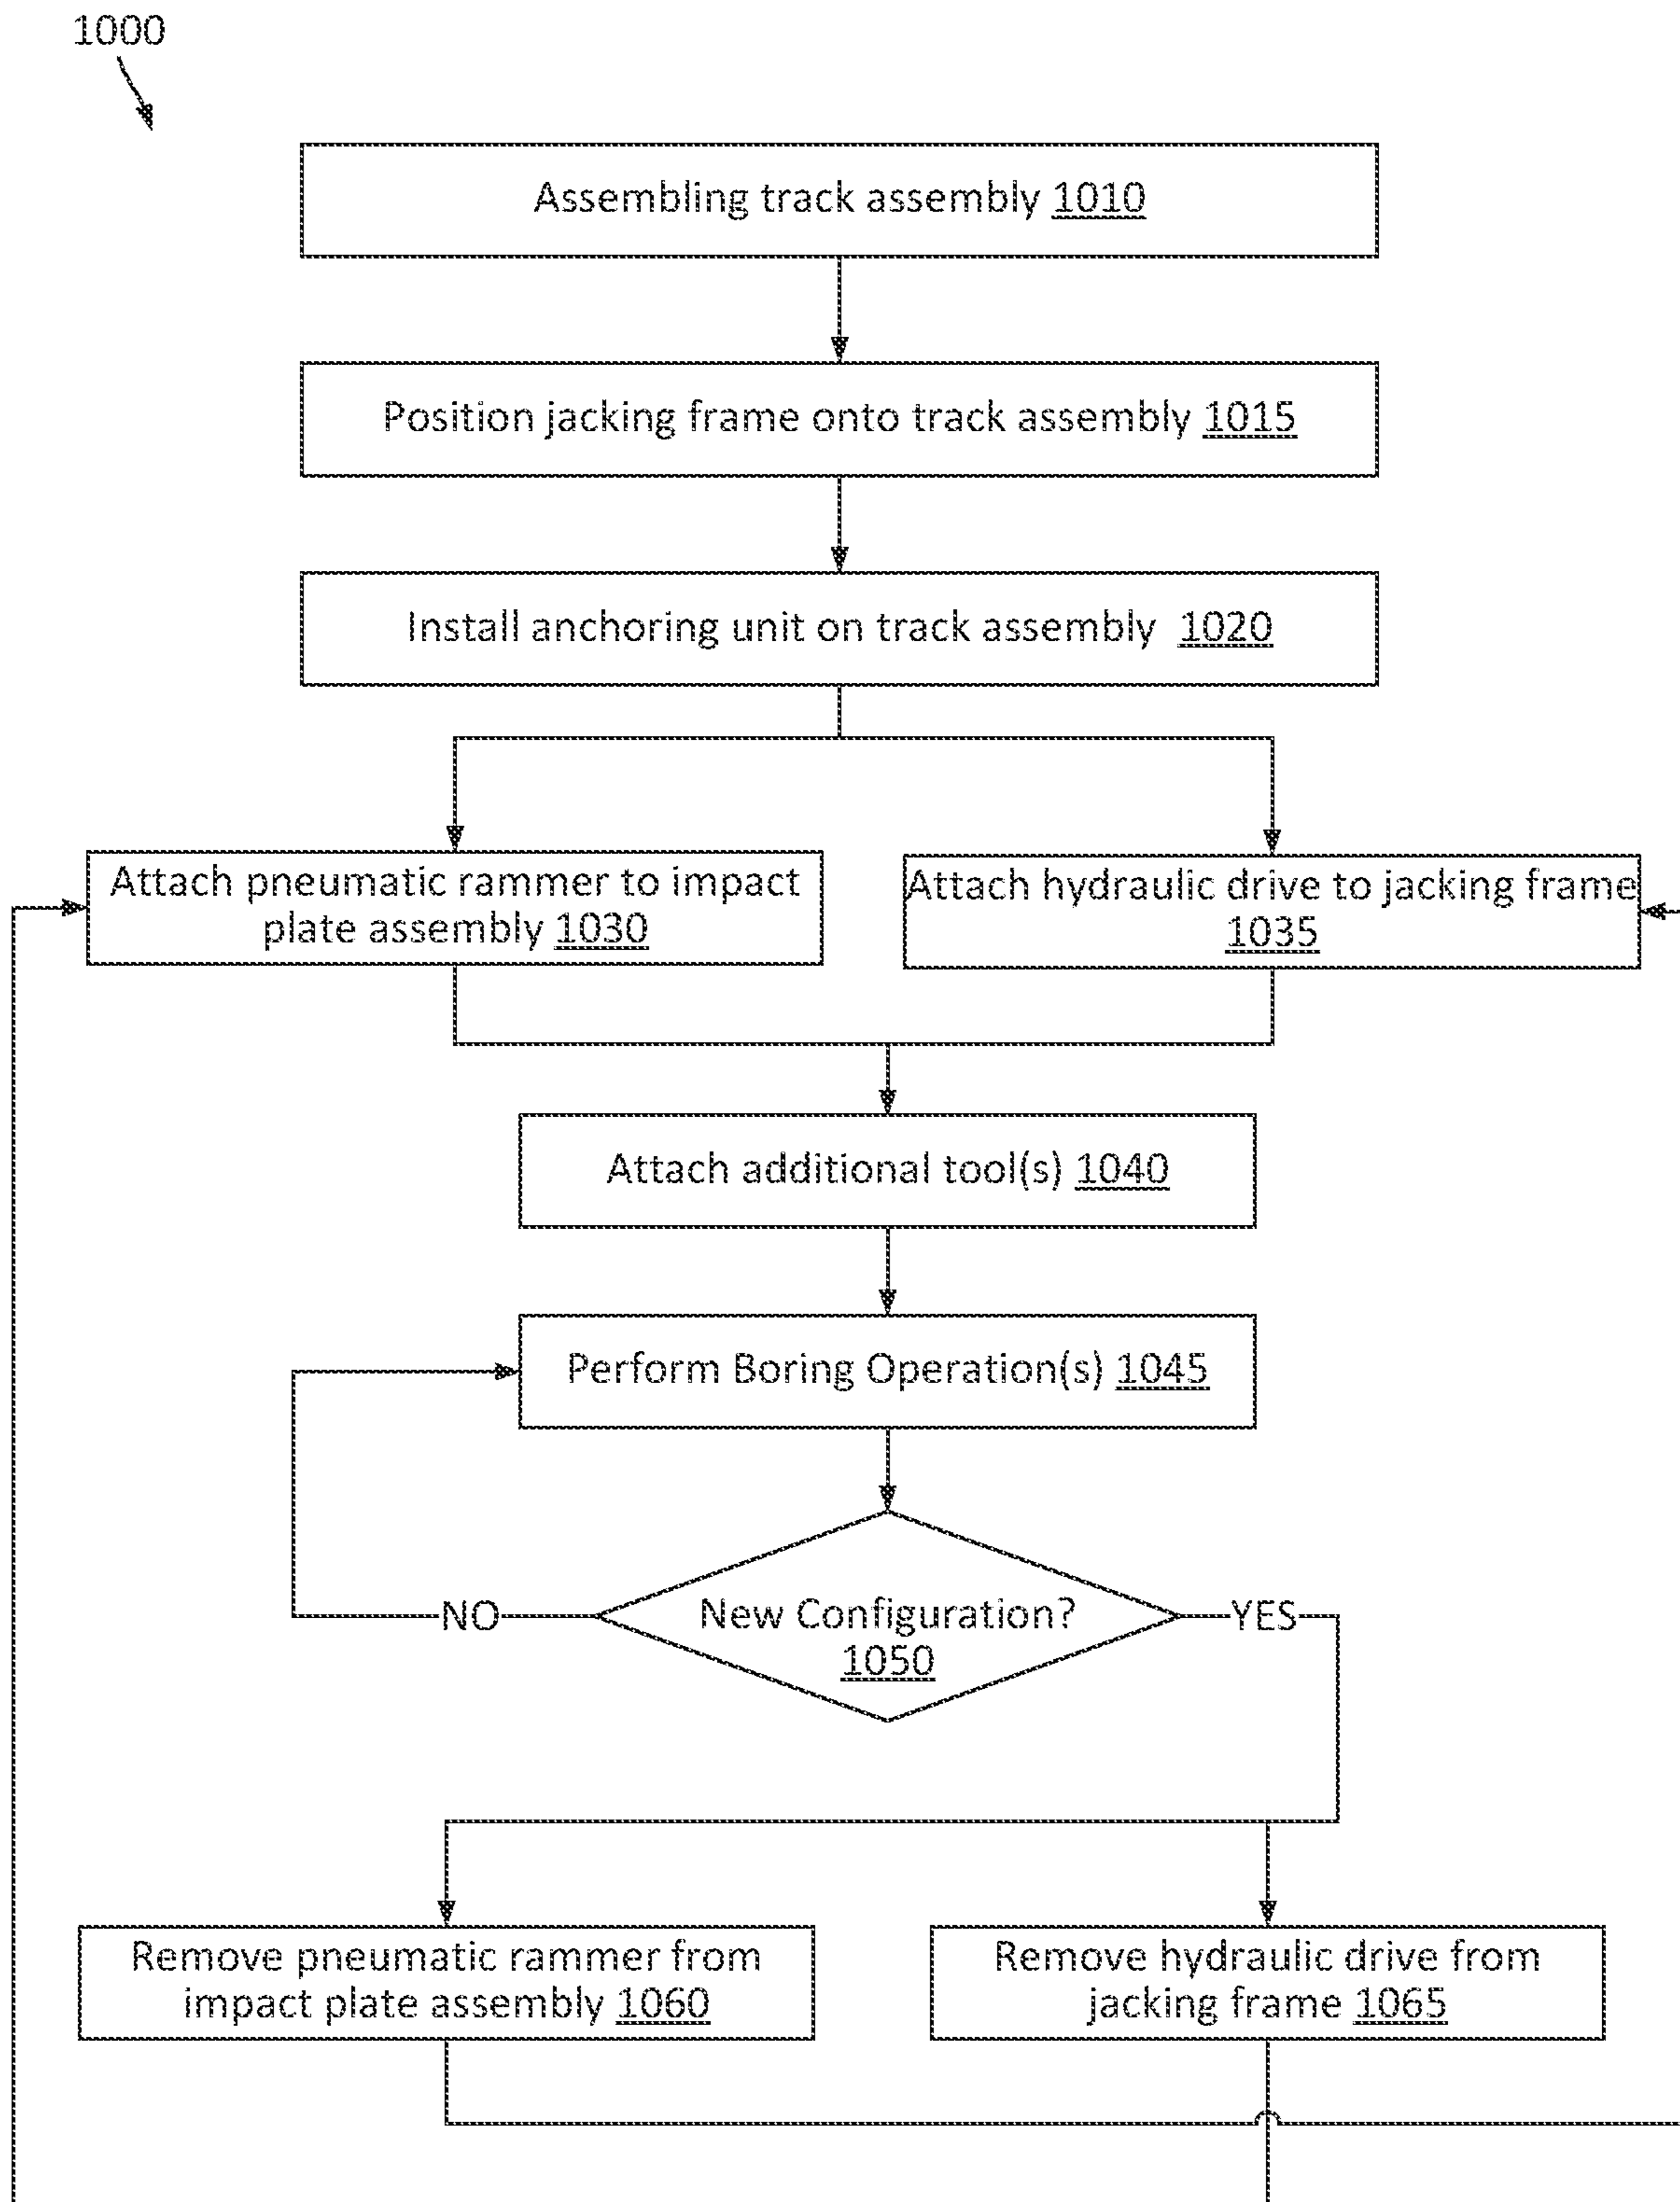 1000
Assembling track assembly 1010
Position jacking frame onto track assembly 1015
Install anchoring unit on track assembly 1020
Attach pneumatic rammer to impact
plate assembly 1030
Attach hydraulic drive to jacking frame
1035
Attach additional tool(s) 1040
Perform Boring Operation(s) 1045
New Configuration?
1050
NO
YES
Remove pneumatic rammer from
impact plate assembly 1060
Remove hydraulic drive from
jacking frame 1065